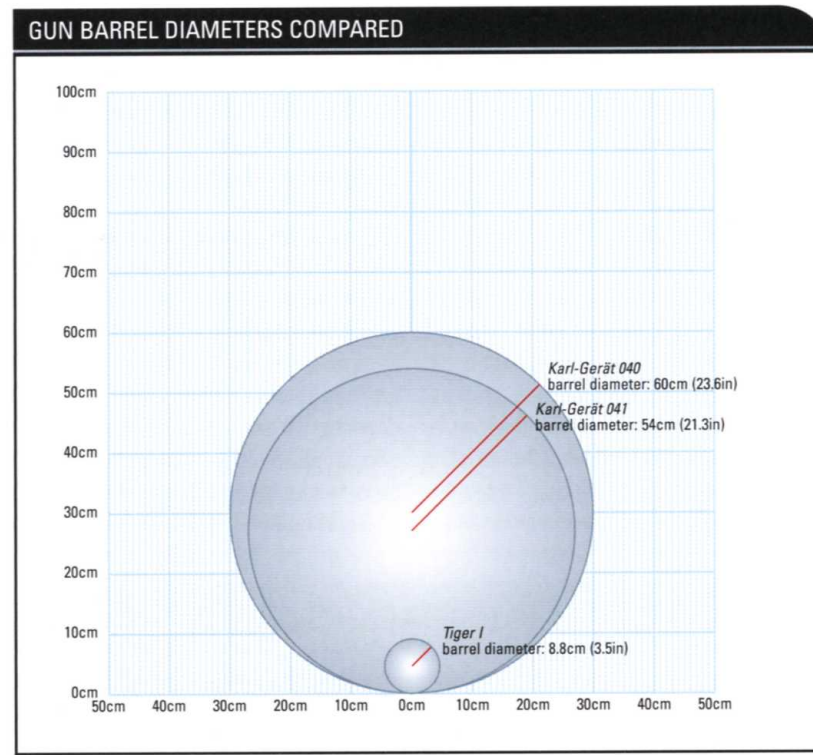 GUN BARREL DIAMETERS COMPARED
100cm
90cm
80cm
70cm
60cm
Karl-Gerät 040
barrel diameter: 60cm (23.6in)
50cm
Karl-Gerät 041
barrel diameter: 54cm (21.3in)
40cm
30cm
20cm
10cm
Tiger I
barrel diameter: 8.8cm (3.5in)
0cm
50cm 40cm 30cm 20cm 10cm 0cm 10cm 20cm 30cm 40cm 50cm